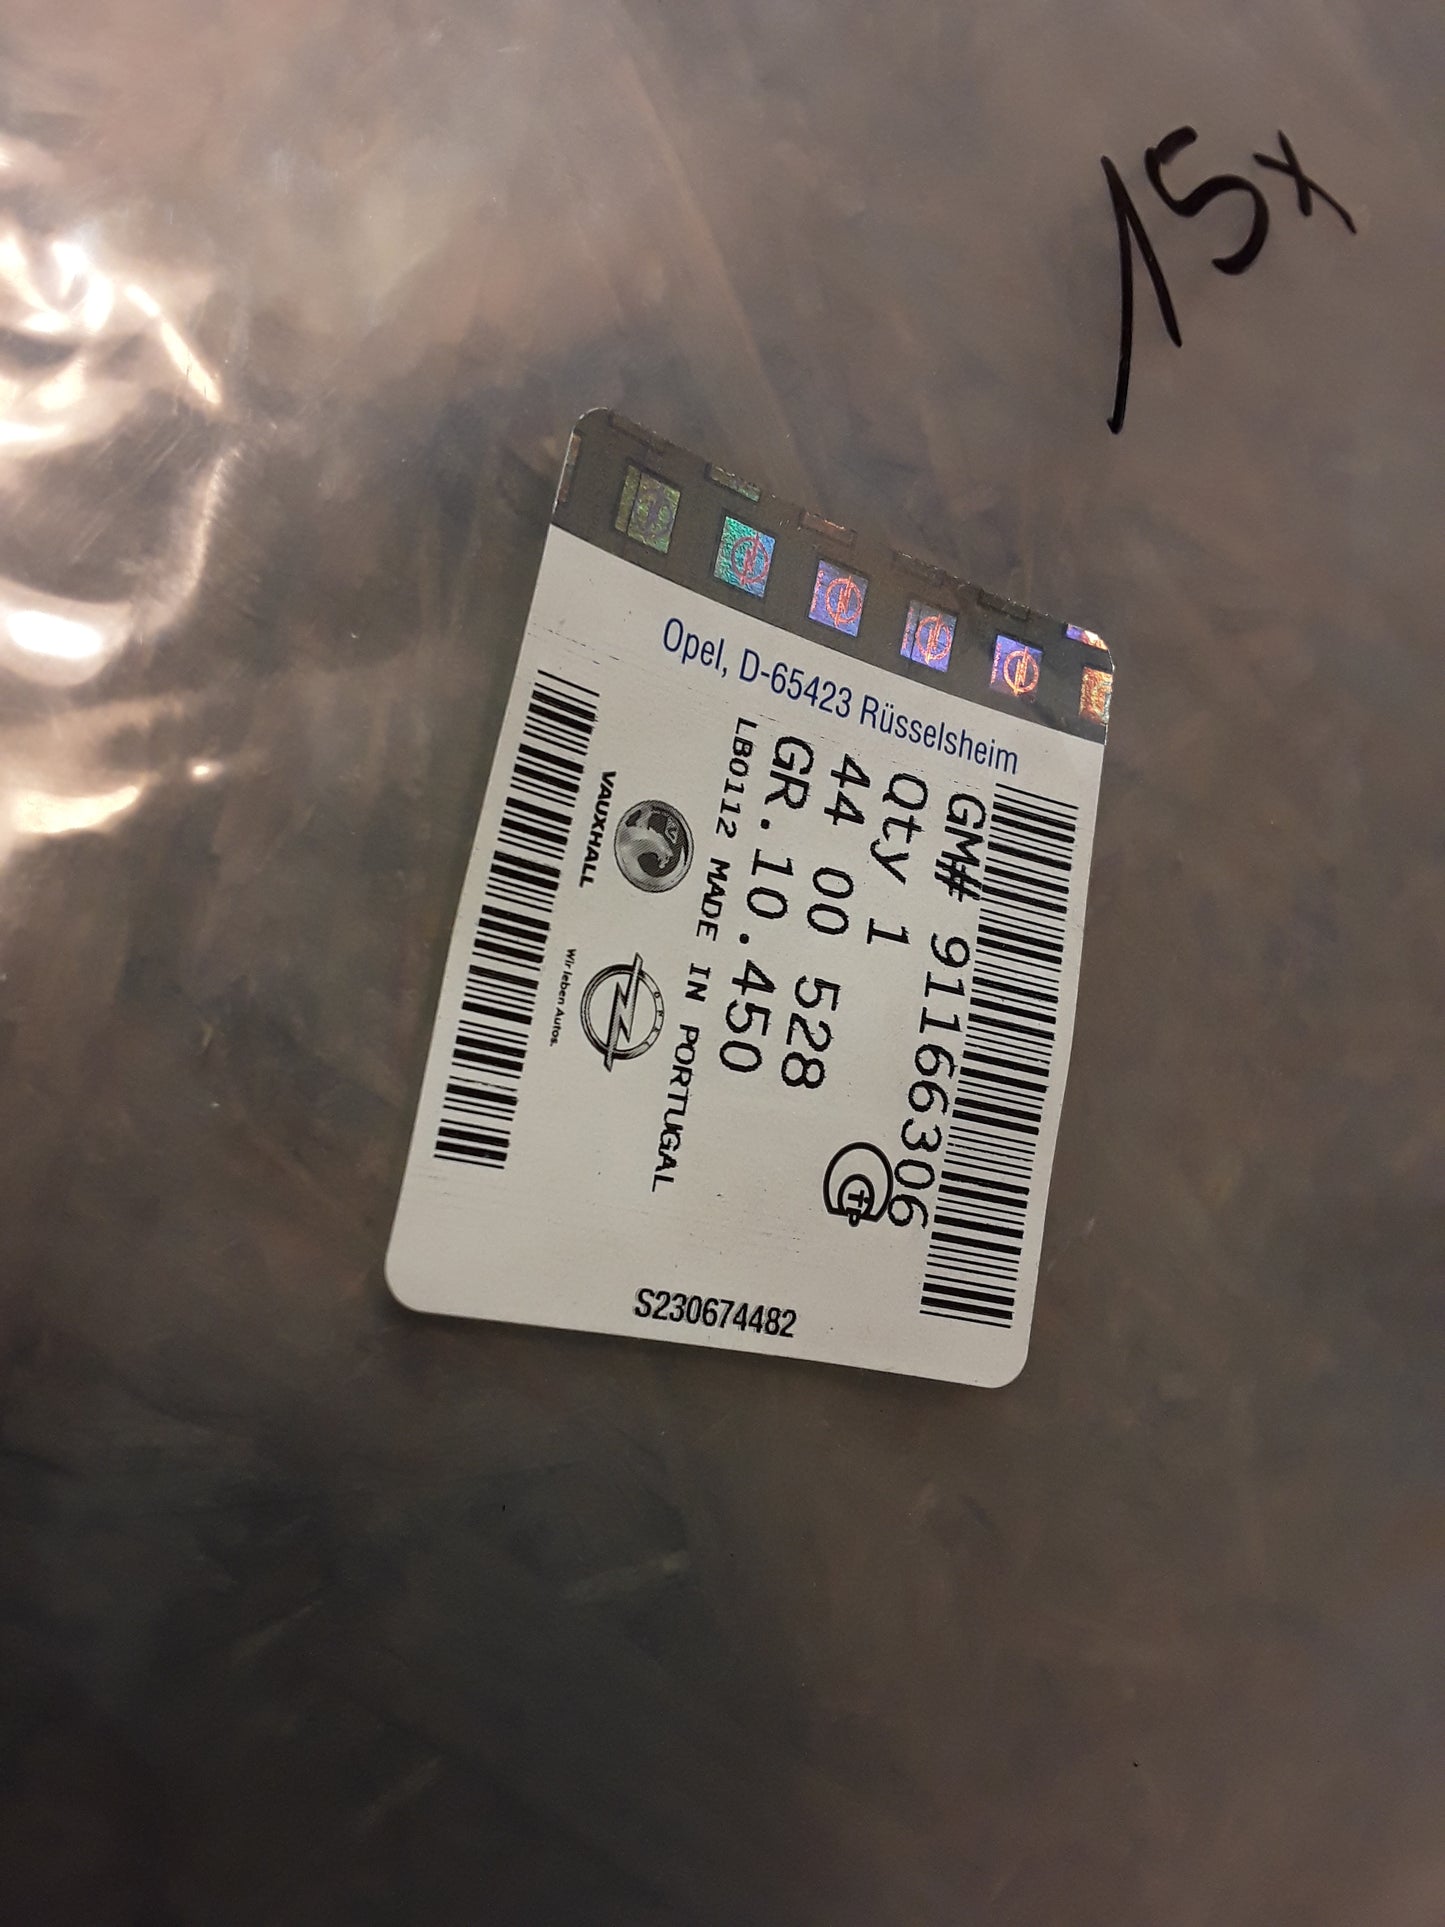 15x
Opel, D-65423 Rüsselsheim
GM# 91166306
Qty 1
44 00 528
GR.10.450
LB0112 MADE IN PORTUGAL
VAUXHALL
OPEL
Wir leben Autos.
S230674482